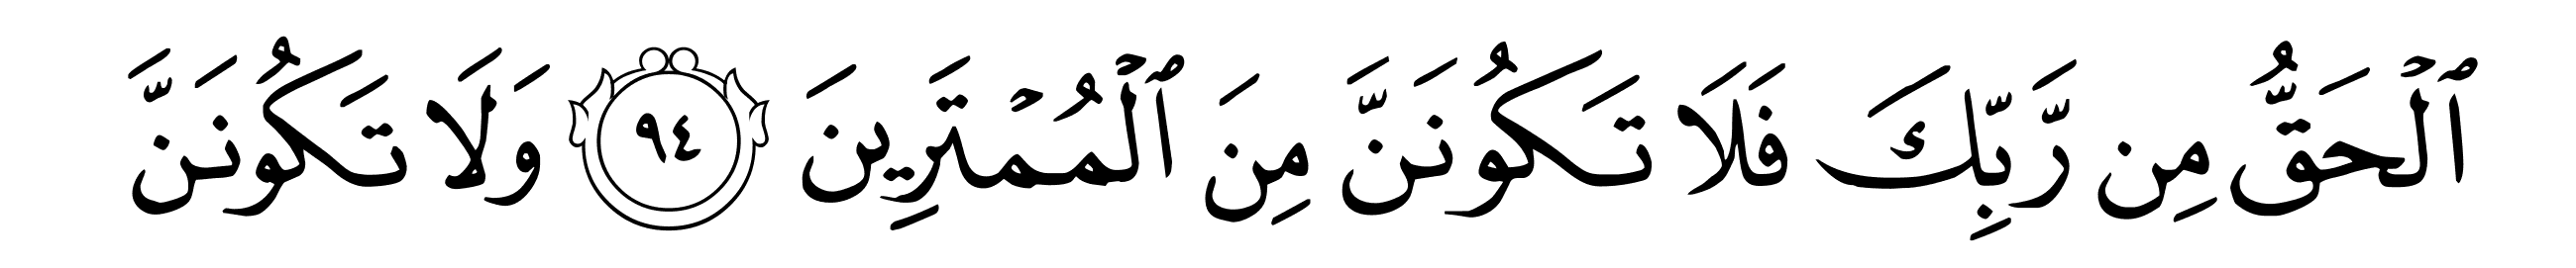 ٱلۡحَقُّ مِن رَّبِّكَ فَلَا تَكُونَنَّ مِنَ ٱلۡمُمۡتَرِينَ ٩٤ وَلَا تَكُونَنَّ